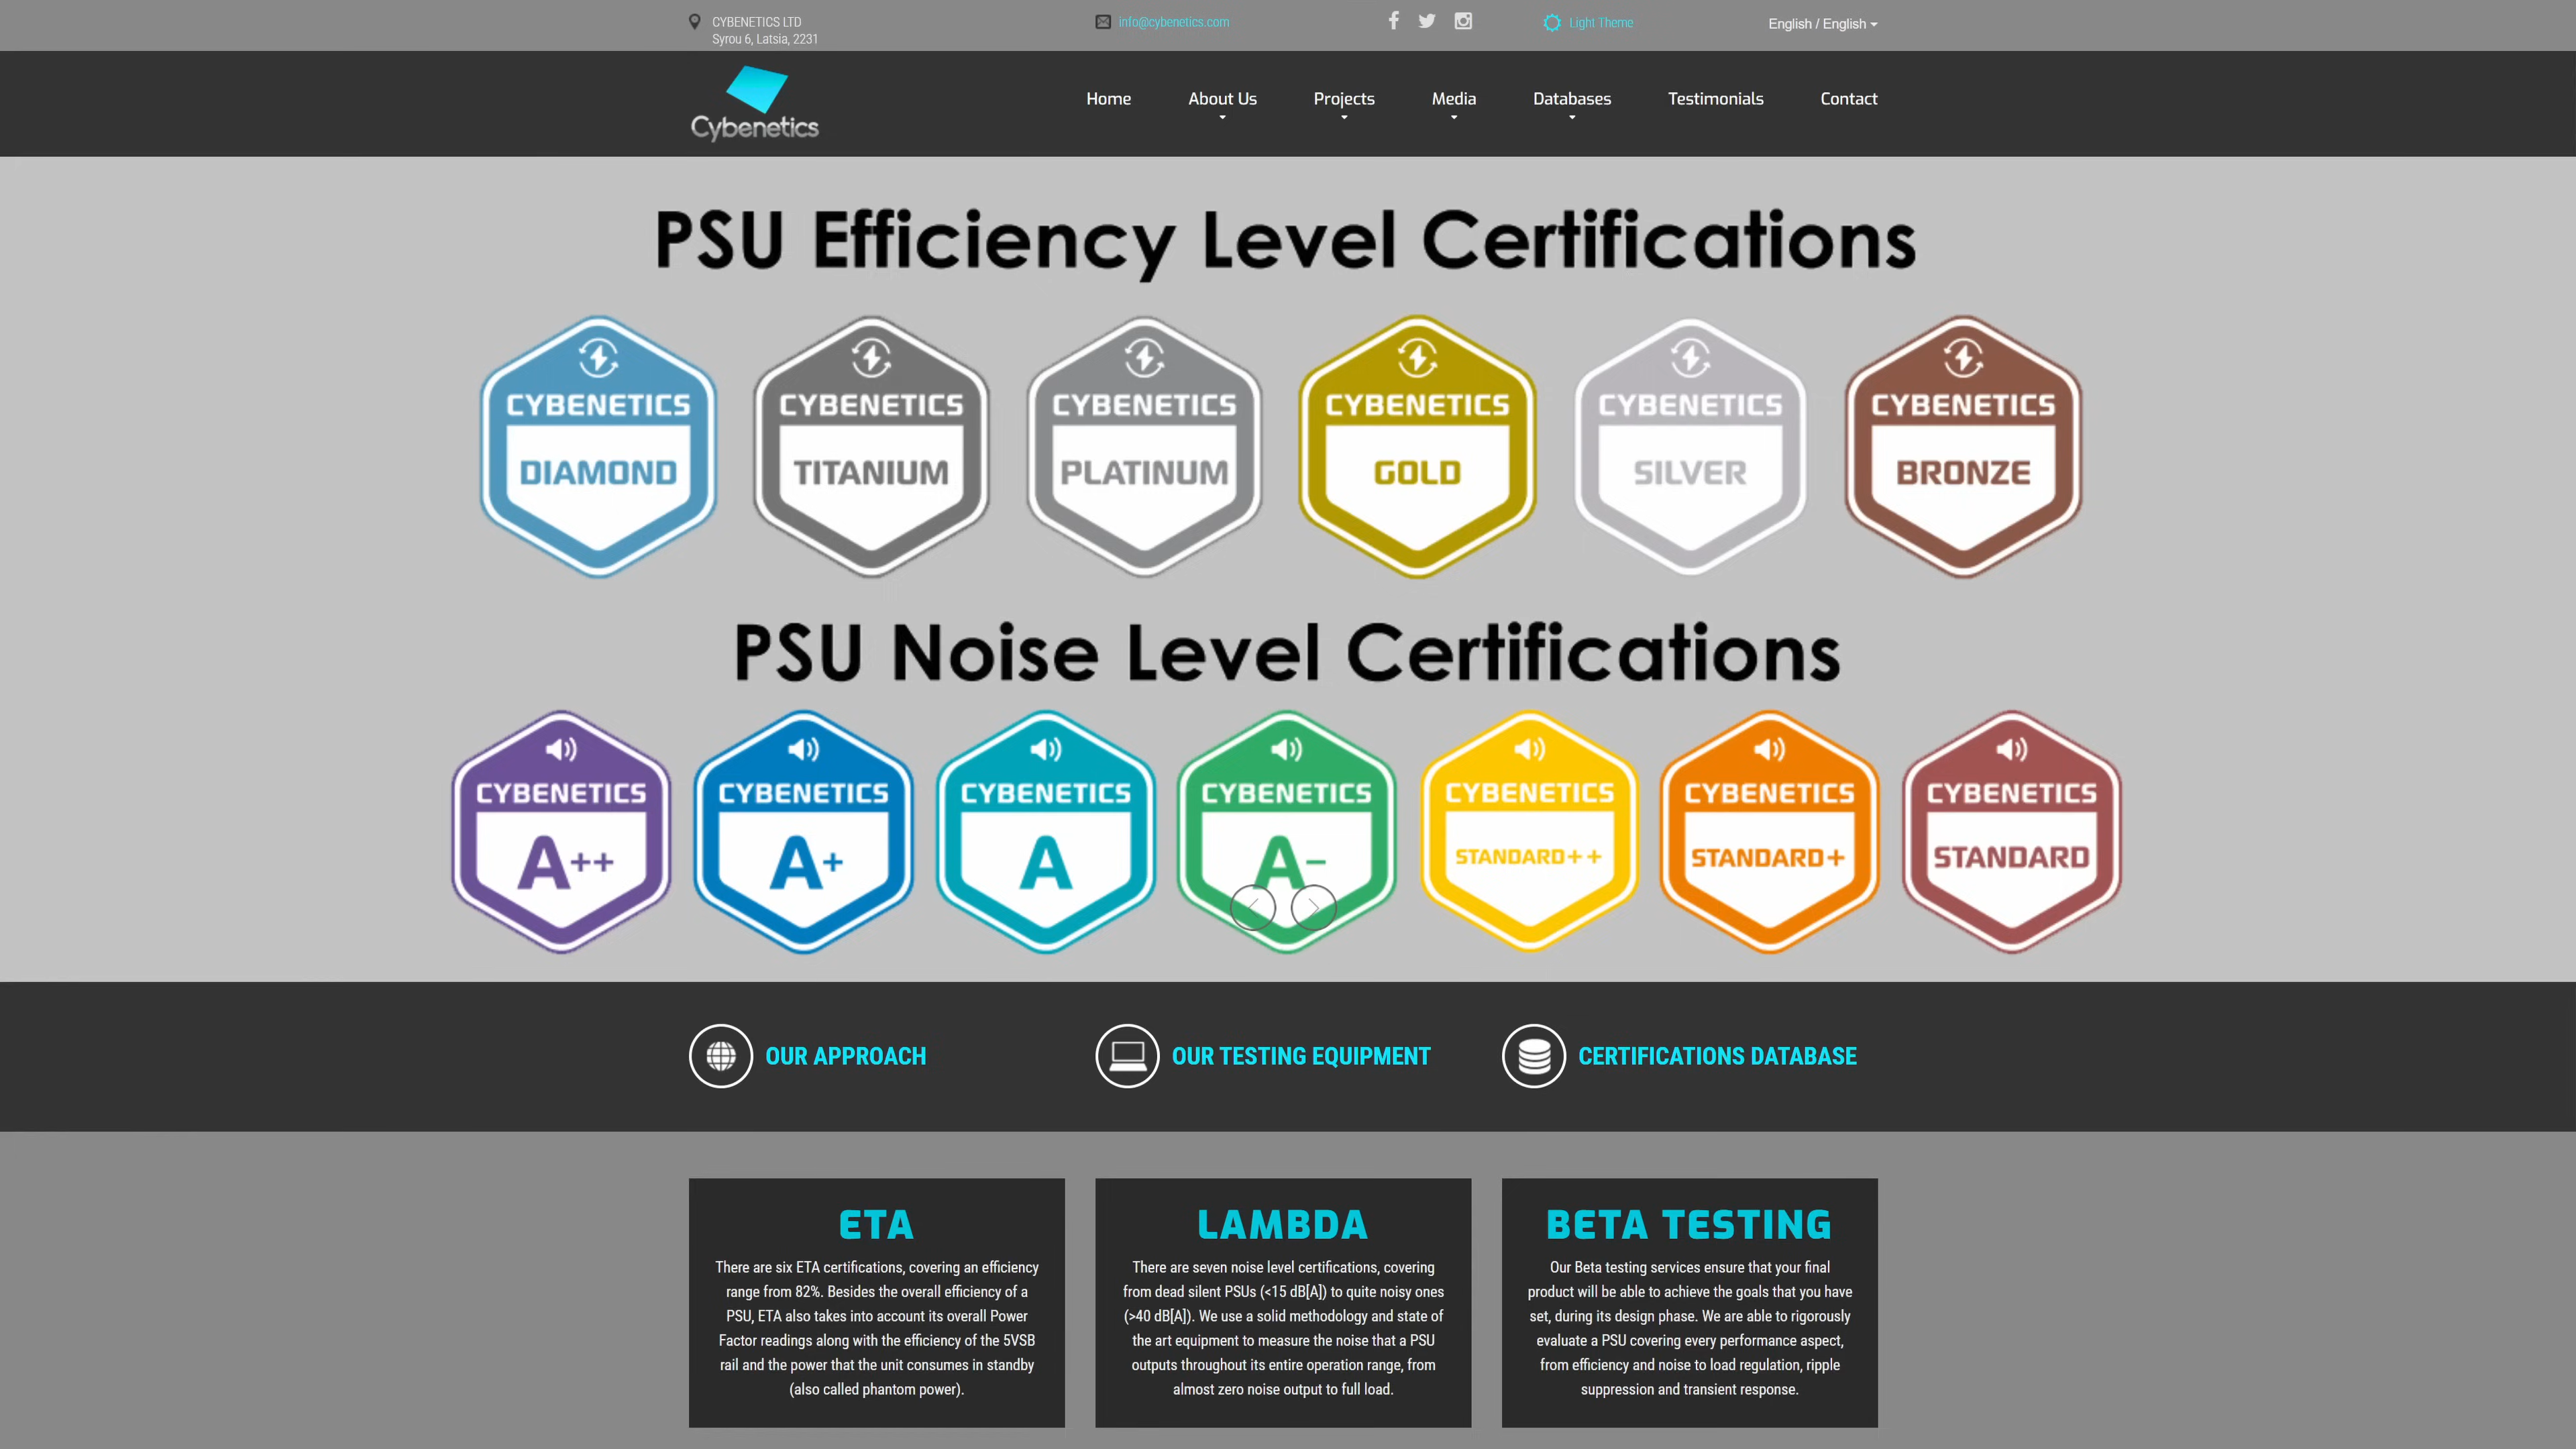 CYBENETICS LTD
Syrou 6, Latsia, 2231
info@cybenetics.com
Light Theme
English / English
Cybenetics
Home
About Us
Projects
Media
Databases
Testimonials
Contact
PSU Efficiency Level Certifications
CYBENETICS
DIAMOND
CYBENETICS
TITANIUM
CYBENETICS
PLATINUM
CYBENETICS
GOLD
CYBENETICS
SILVER
CYBENETICS
BRONZE
PSU Noise Level Certifications
CYBENETICS
A++
CYBENETICS
A+
CYBENETICS
A
CYBENETICS
A-
CYBENETICS
STANDARD++
CYBENETICS
STANDARD+
CYBENETICS
STANDARD
OUR APPROACH
OUR TESTING EQUIPMENT
CERTIFICATIONS DATABASE
ETA
There are six ETA certifications, covering an efficiency
range from 82%. Besides the overall efficiency of a
PSU, ETA also takes into account its overall Power
Factor readings along with the efficiency of the 5VSB
rail and the power that the unit consumes in standby
(also called phantom power).
LAMBDA
There are seven noise level certifications, covering
from dead silent PSUs (<15 dB[A]) to quite noisy ones
(>40 dB[A]). We use a solid methodology and state of
the art equipment to measure the noise that a PSU
outputs throughout its entire operation range, from
almost zero noise output to full load.
BETA TESTING
Our Beta testing services ensure that your final
product will be able to achieve the goals that you have
set, during its design phase. We are able to rigorously
evaluate a PSU covering every performance aspect,
from efficiency and noise to load regulation, ripple
suppression and transient response.